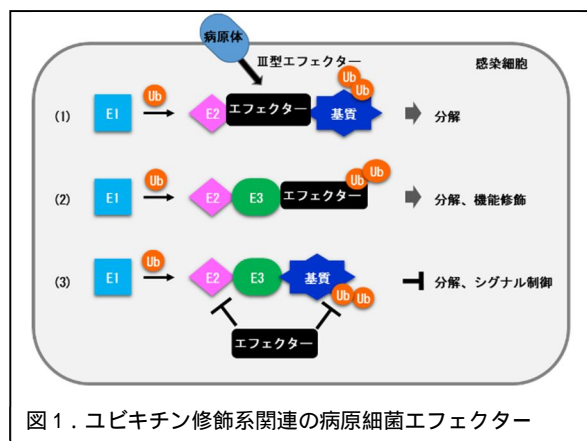 病原体
Ⅲ型エフェクター
感染細胞
(1) E1 Ub E2 エフェクター 基質 Ub Ub 分解
(2) E1 Ub E2 E3 エフェクター Ub Ub 分解、機能修飾
(3) E1 Ub E2 E3 基質 Ub Ub 分解、シグナル制御
エフェクター
図１．ユビキチン修飾系関連の病原細菌エフェクター